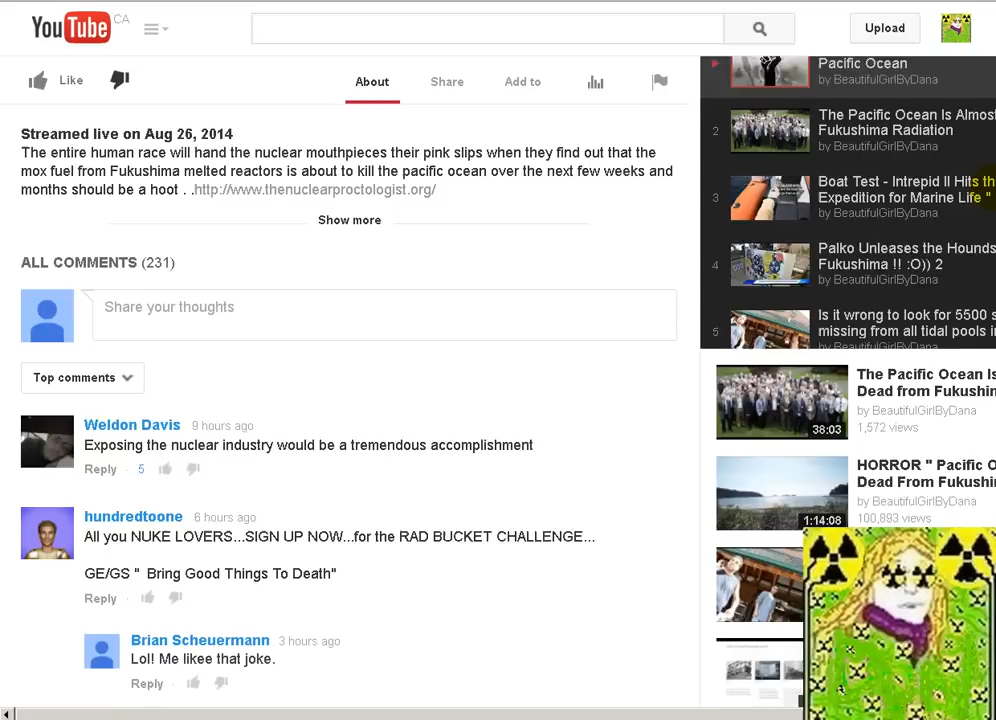 YouTube CA
Upload
Like
About
Share
Add to
Streamed live on Aug 26, 2014
The entire human race will hand the nuclear mouthpieces their pink slips when they find out that the
mox fuel from Fukushima melted reactors is about to kill the pacific ocean over the next few weeks and
months should be a hoot . .http://www.thenuclearproctologist.org/
Show more
ALL COMMENTS (231)
Share your thoughts
Top comments
Weldon Davis 9 hours ago
Exposing the nuclear industry would be a tremendous accomplishment
Reply · 5
hundredtoone 6 hours ago
All you NUKE LOVERS...SIGN UP NOW...for the RAD BUCKET CHALLENGE...
GE/GS " Bring Good Things To Death"
Reply ·
Brian Scheuermann 3 hours ago
Lol! Me likee that joke.
Reply ·
Pacific Ocean
by BeautifulGirlByDana
2
The Pacific Ocean Is Almos
Fukushima Radiation
by BeautifulGirlByDana
3
Boat Test - Intrepid II Hits th
Expedition for Marine Life "
by BeautifulGirlByDana
4
Palko Unleases the Hounds
Fukushima !! :O)) 2
by BeautifulGirlByDana
5
Is it wrong to look for 5500 s
missing from all tidal pools i
by BeautifulGirlByDana
38:03
The Pacific Ocean Is
Dead from Fukushin
by BeautifulGirlByDana
1,572 views
1:14:08
HORROR " Pacific O
Dead From Fukushin
by BeautifulGirlByDana
100,893 views